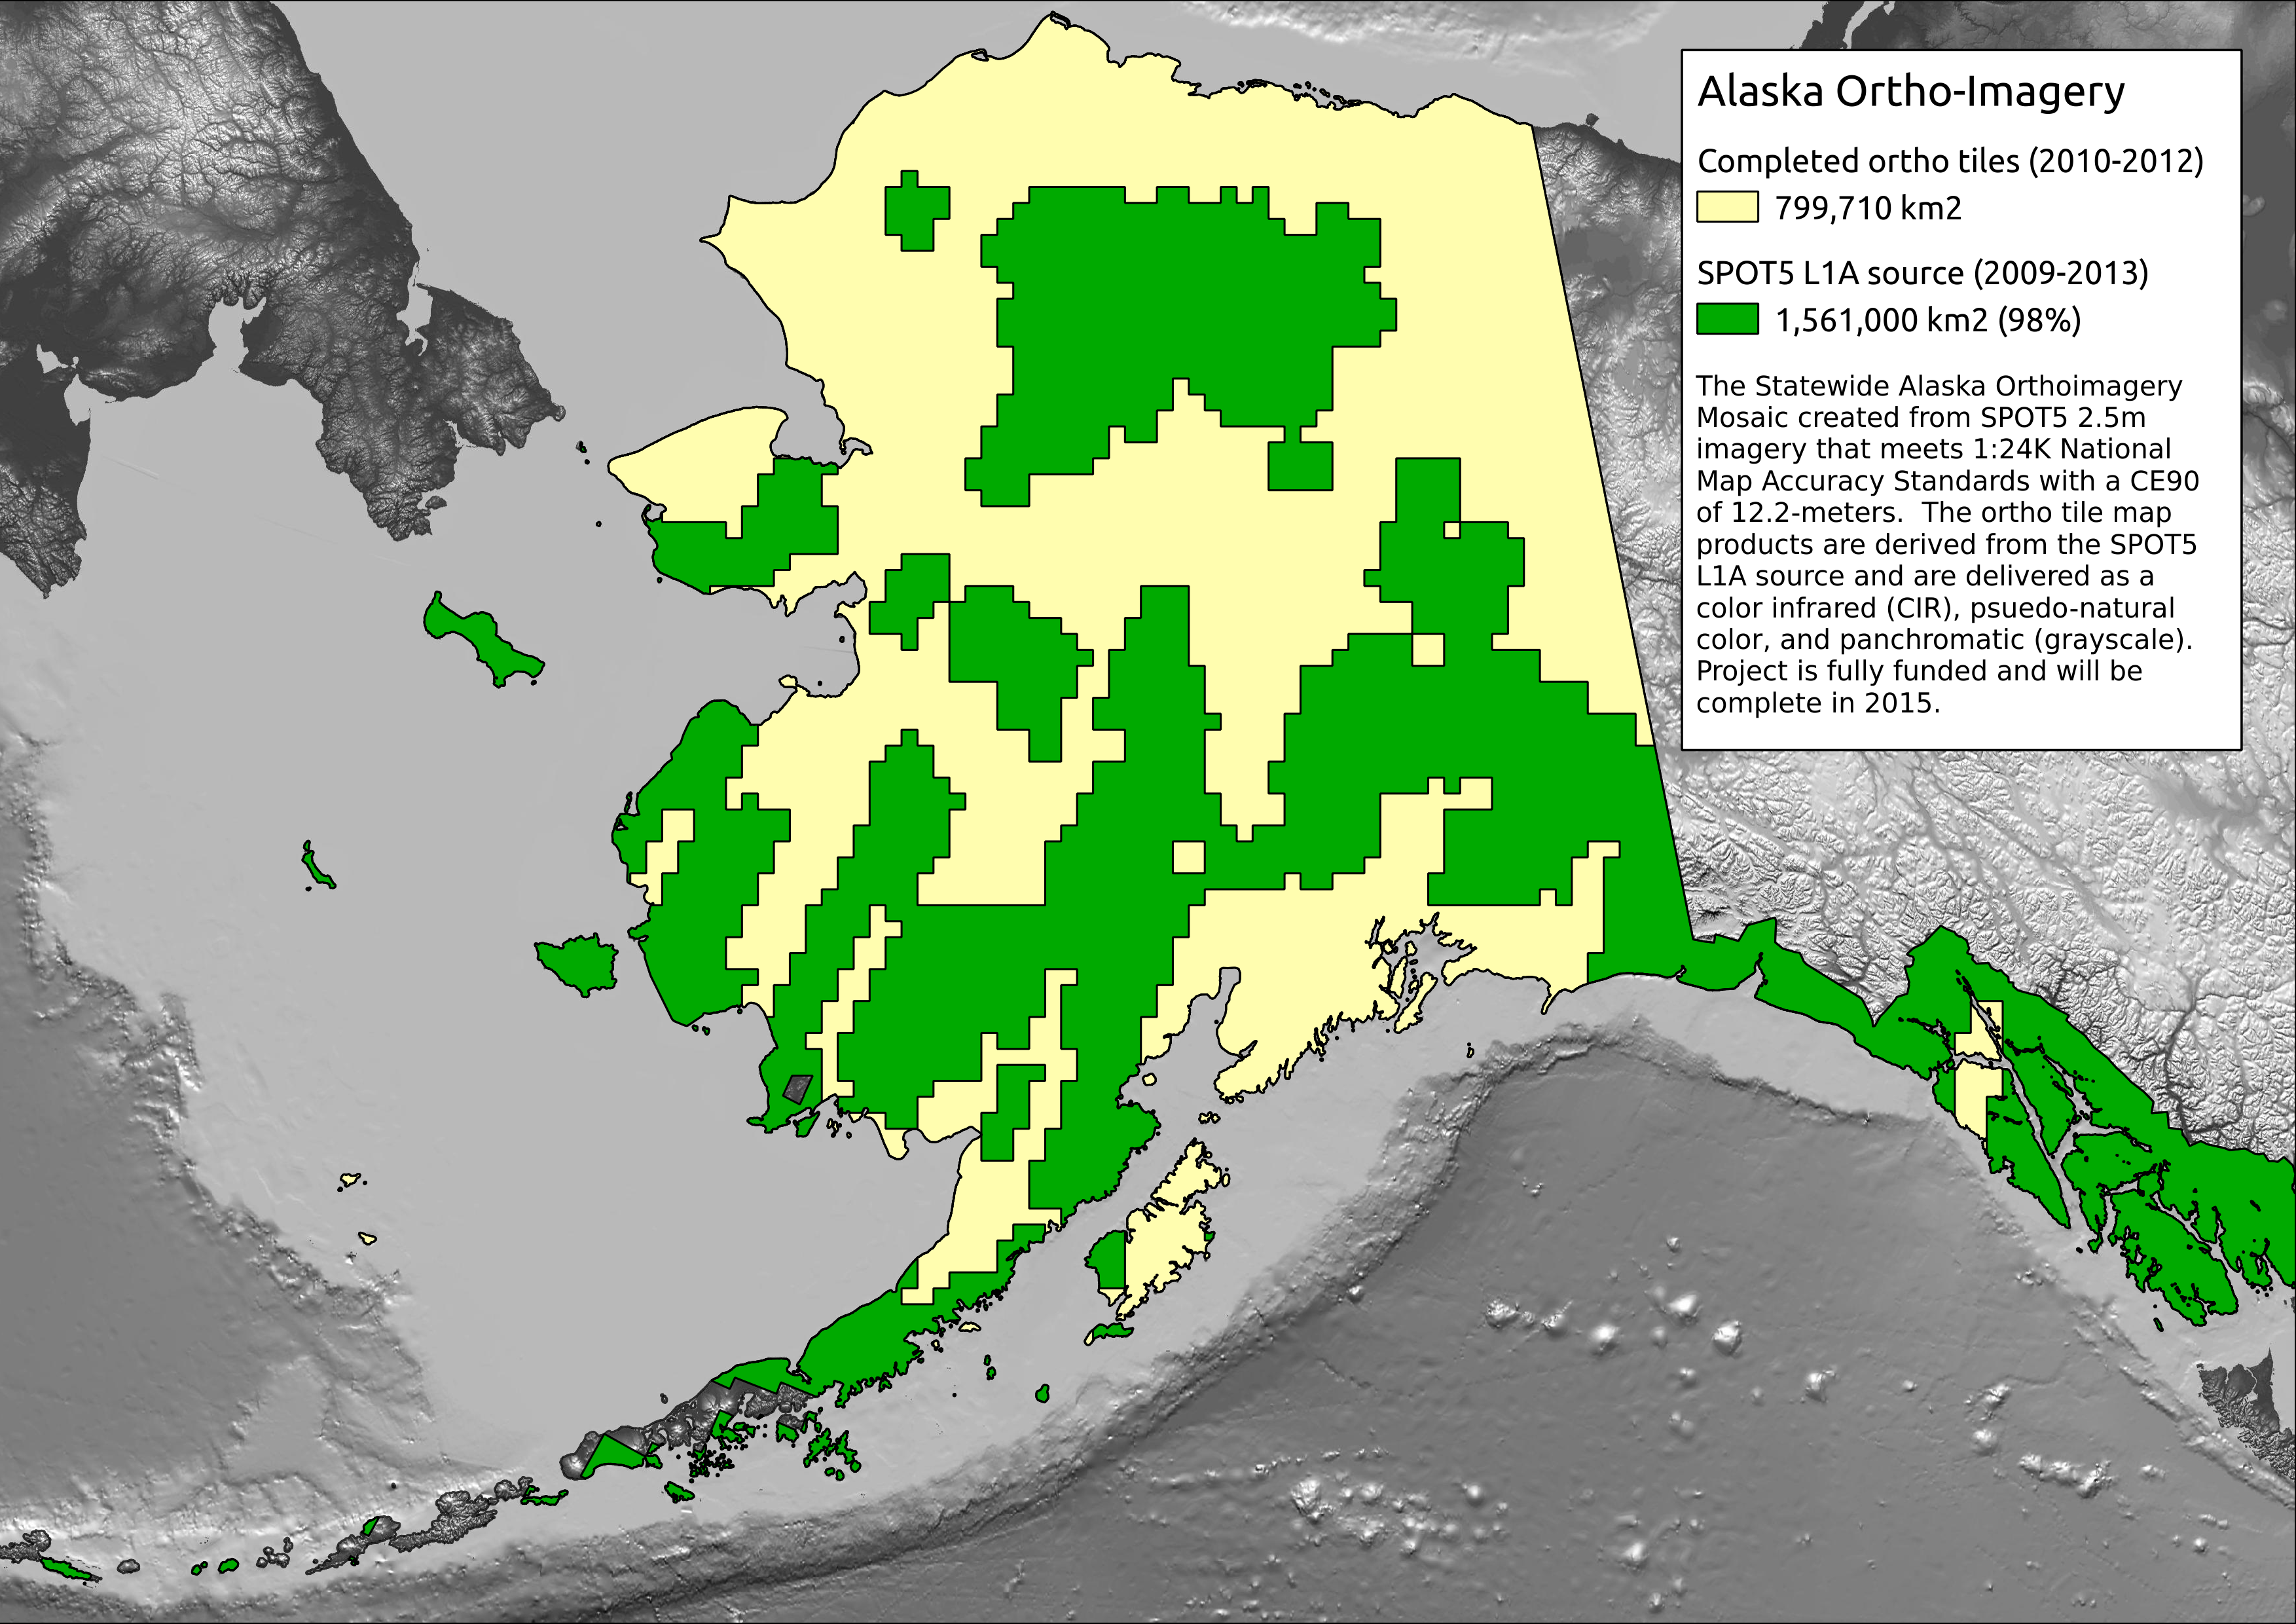 Alaska Ortho-Imagery
Completed ortho tiles (2010-2012)
799,710 km2
SPOT5 L1A source (2009-2013)
1,561,000 km2 (98%)
The Statewide Alaska Orthoimagery
Mosaic created from SPOT5 2.5m
imagery that meets 1:24K National
Map Accuracy Standards with a CE90
of 12.2-meters.  The ortho tile map
products are derived from the SPOT5
L1A source and are delivered as a
color infrared (CIR), psuedo-natural
color, and panchromatic (grayscale).
Project is fully funded and will be
complete in 2015.